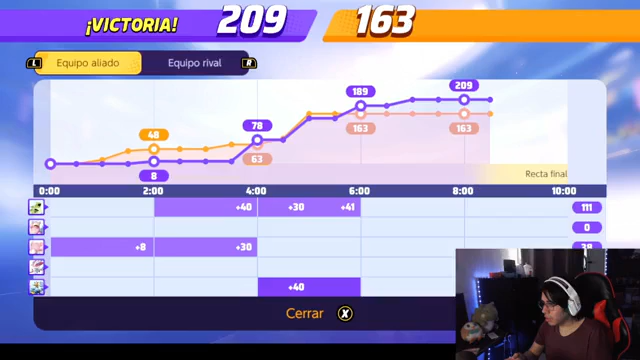 ¡VICTORIA! 209 163
L Equipo aliado Equipo rival R
189 209
48 78
163 163
8 63
Recta final
0:00 2:00 4:00 6:00 8:00 10:00
+40 +30 +41 111
0
+8 +30 38
+40
Cerrar X